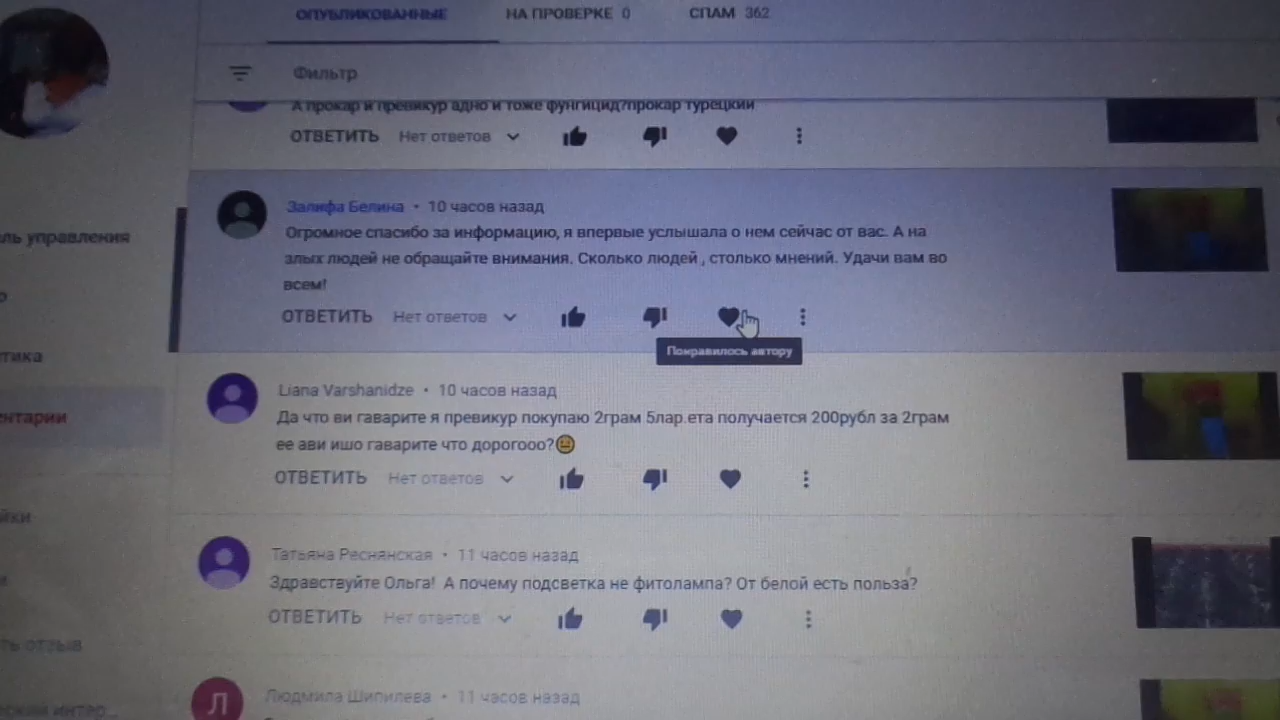 ОПУБЛИКОВАННЫЕ НА ПРОВЕРКЕ 0 СПАМ 362
Фильтр
А прокар и превикур адно и тоже фунгицид?прокар турецкий
ОТВЕТИТЬ Нет ответов
Залифа Белина • 10 часов назад
Огромное спасибо за информацию, я впервые услышала о нем сейчас от вас. А на
злых людей не обращайте внимания. Сколько людей , столько мнений. Удачи вам во
всем!
ОТВЕТИТЬ Нет ответов
Понравилось автору
Liana Varshanidze • 10 часов назад
Да что ви гаварите я превикур покупаю 2грам 5лар.ета получается 200рубл за 2грам
ее ави ишо гаварите что дорогооо?😐
ОТВЕТИТЬ Нет ответов
Татьяна Реснянская • 11 часов назад
Здравствуйте Ольга! А почему подсветка не фитолампа? От белой есть польза?
ОТВЕТИТЬ Нет ответов
Л Людмила Шипилева • 11 часов назад
ль управления
тика
ентарии
йки
ть отзыв
еский интер...